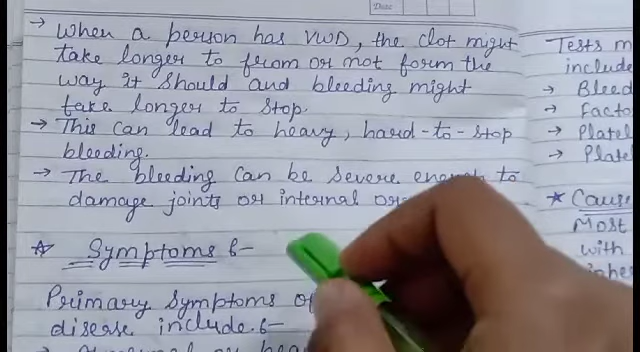 Date
→ When a person has VWD, the clot might
take longer to from or not form the
way it should and bleeding might
take longer to stop.
→ This can lead to heavy, hard-to-stop
bleeding.
→ The bleeding can be severe enough to
damage joints or internal
☆ Symptoms :-
Primary Symptoms of
disease include :-
Tests
include
→ Bleed
→ Facto
→ Platel
→ Platel
* Cause
Most
with